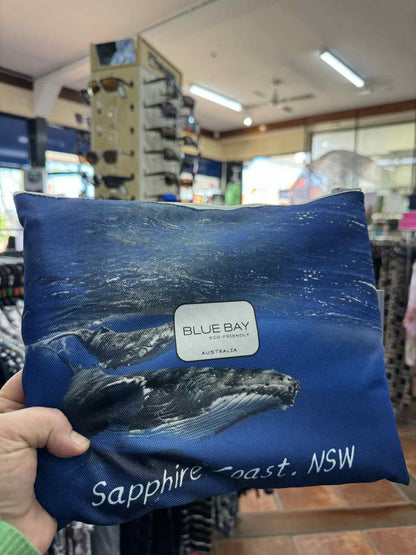 BLUE BAY
ECO-FRIENDLY
AUSTRALIA
Sapphire Coast. NSW